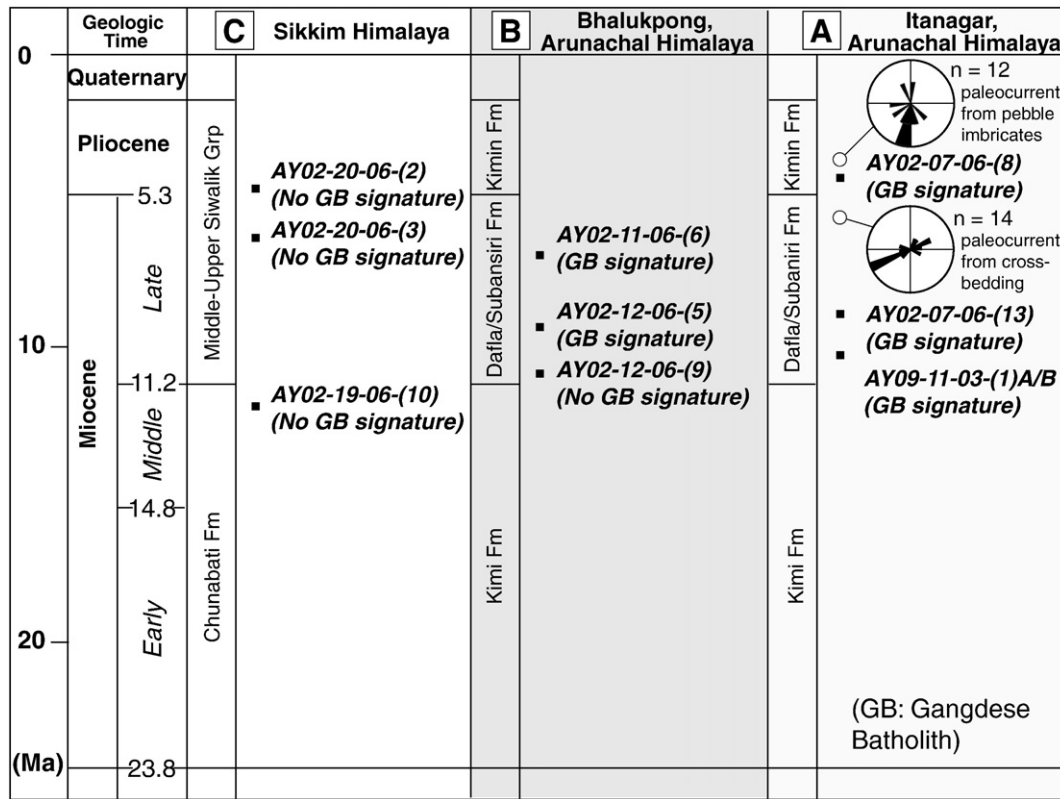 Geologic
Time
C Sikkim Himalaya
B Bhalukpong,
Arunachal Himalaya
A Itanagar,
Arunachal Himalaya
0
10
20
(Ma)
Quaternary
Pliocene
5.3
Miocene
Late
11.2
Middle
14.8
Early
23.8
Middle-Upper Siwalik Grp
Chunabati Fm
AY02-20-06-(2)
(No GB signature)
AY02-20-06-(3)
(No GB signature)
AY02-19-06-(10)
(No GB signature)
Kimin Fm
Dafla/Subansiri Fm
Kimi Fm
AY02-11-06-(6)
(GB signature)
AY02-12-06-(5)
(GB signature)
AY02-12-06-(9)
(No GB signature)
Kimin Fm
Dafla/Subaniri Fm
Kimi Fm
n = 12
paleocurrent
from pebble
imbricates
AY02-07-06-(8)
(GB signature)
n = 14
paleocurrent
from cross-
bedding
AY02-07-06-(13)
(GB signature)
AY09-11-03-(1)A/B
(GB signature)
(GB: Gangdese
Batholith)